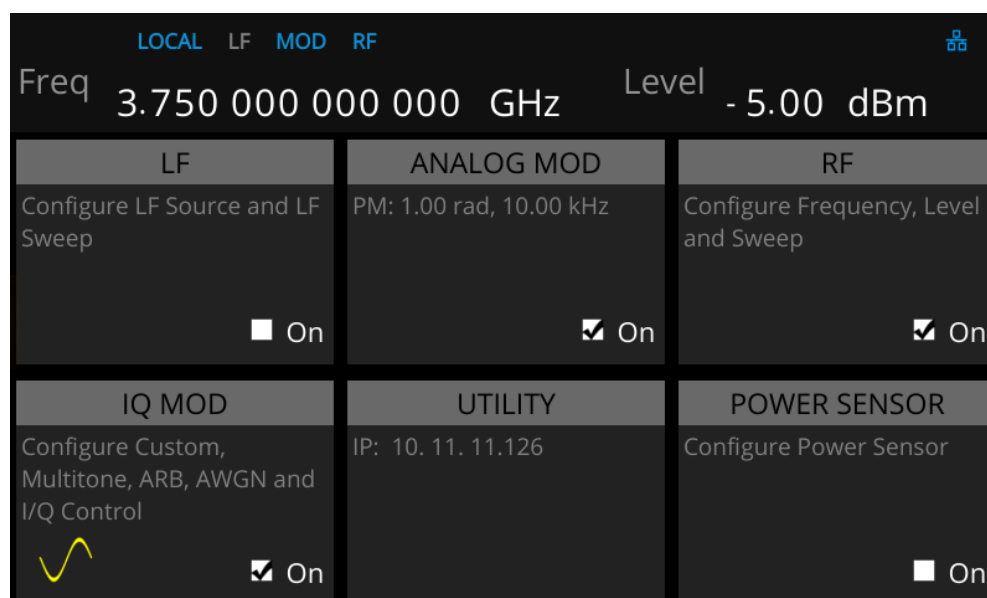 LOCAL LF MOD RF
Freq 3.750 000 000 000 GHz Level - 5.00 dBm
LF
Configure LF Source and LF
Sweep
On
ANALOG MOD
PM: 1.00 rad, 10.00 kHz
On
RF
Configure Frequency, Level
and Sweep
On
IQ MOD
Configure Custom,
Multitone, ARB, AWGN and
I/Q Control
On
UTILITY
IP: 10. 11. 11.126
POWER SENSOR
Configure Power Sensor
On